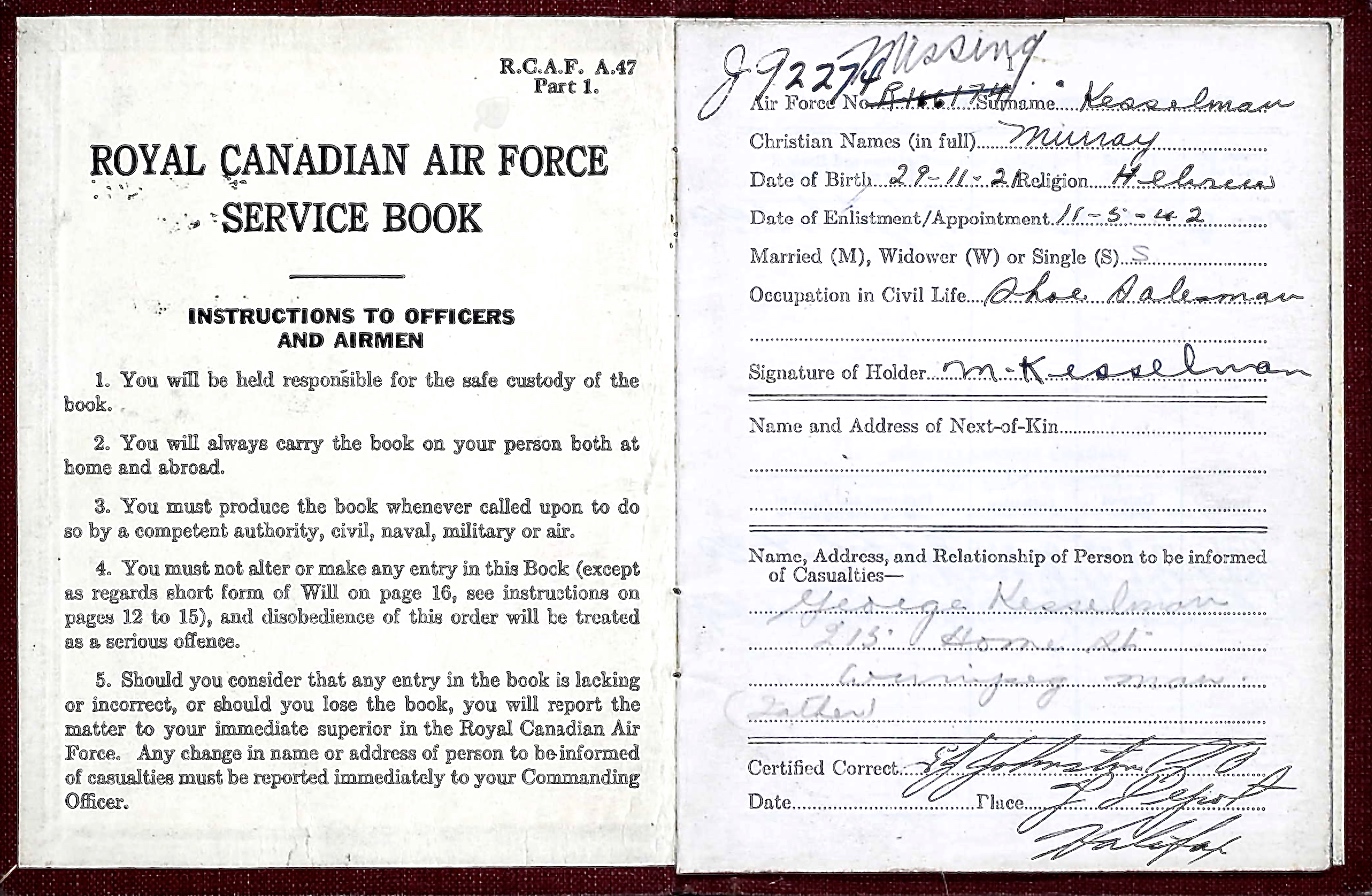 R.C.A.F. A.47
Part 1.
ROYAL CANADIAN AIR FORCE
SERVICE BOOK
INSTRUCTIONS TO OFFICERS
AND AIRMEN
1. You will be held responsible for the safe custody of the
book.
2. You will always carry the book on your person both at
home and abroad.
3. You must produce the book whenever called upon to do
so by a competent authority, civil, naval, military or air.
4. You must not alter or make any entry in this Book (except
as regards short form of Will on page 16, see instructions on
pages 12 to 15), and disobedience of this order will be treated
as a serious offence.
5. Should you consider that any entry in the book is lacking
or incorrect, or should you lose the book, you will report the
matter to your immediate superior in the Royal Canadian Air
Force. Any change in name or address of person to be informed
of casualties must be reported immediately to your Commanding
Officer.
Missing
J92274
Air Force No. Surname Kesselman
Christian Names (in full) Murray
Date of Birth 29-11-21 Religion Hebrew
Date of Enlistment/Appointment 11-5-42
Married (M), Widower (W) or Single (S) S
Occupation in Civil Life Shoe Salesman
Signature of Holder M. Kesselman
Name and Address of Next-of-Kin
Name, Address, and Relationship of Person to be informed
of Casualties—
George Kesselman
213 Home St.
Winnipeg Man.
(Father)
Certified Correct Johnston
Date Place Y Depot
Halifax